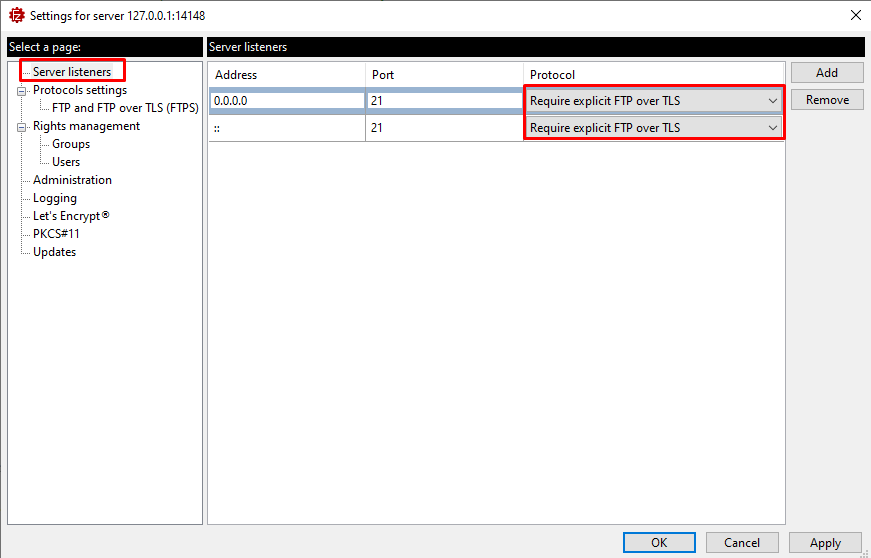 Settings for server 127.0.0.1:14148
Select a page:
Server listeners
Protocols settings
FTP and FTP over TLS (FTPS)
Rights management
Groups
Users
Administration
Logging
Let's Encrypt®
PKCS#11
Updates
Server listeners
Address Port Protocol
0.0.0.0 21 Require explicit FTP over TLS
:: 21 Require explicit FTP over TLS
Add
Remove
OK Cancel Apply